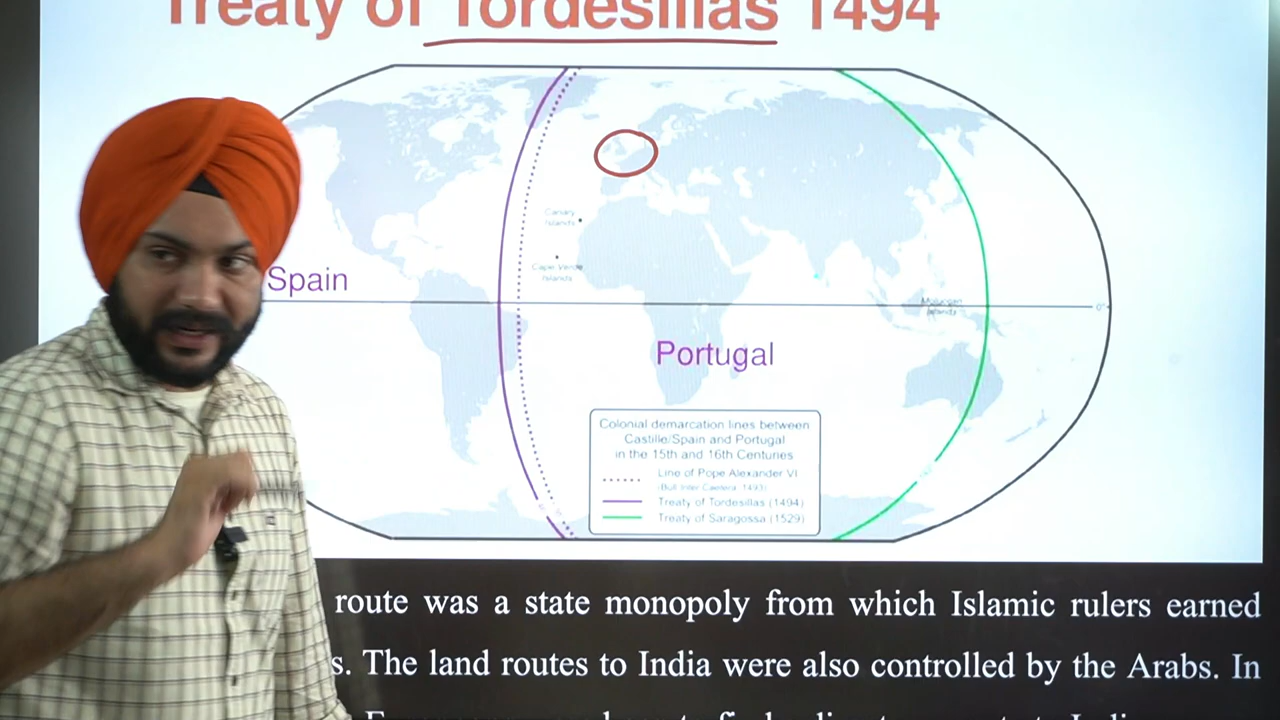 Treaty of Tordesillas 1494
Canary
Islands
Cape Verde
Islands
Spain
Moluccan
Islands
0°
Portugal
Colonial demarcation lines between
Castille/Spain and Portugal
in the 15th and 16th Centuries
Line of Pope Alexander VI
(Bull Inter Caetera, 1493)
Treaty of Tordesillas (1494)
Treaty of Saragossa (1529)
route was a state monopoly from which Islamic rulers earned
s. The land routes to India were also controlled by the Arabs. In